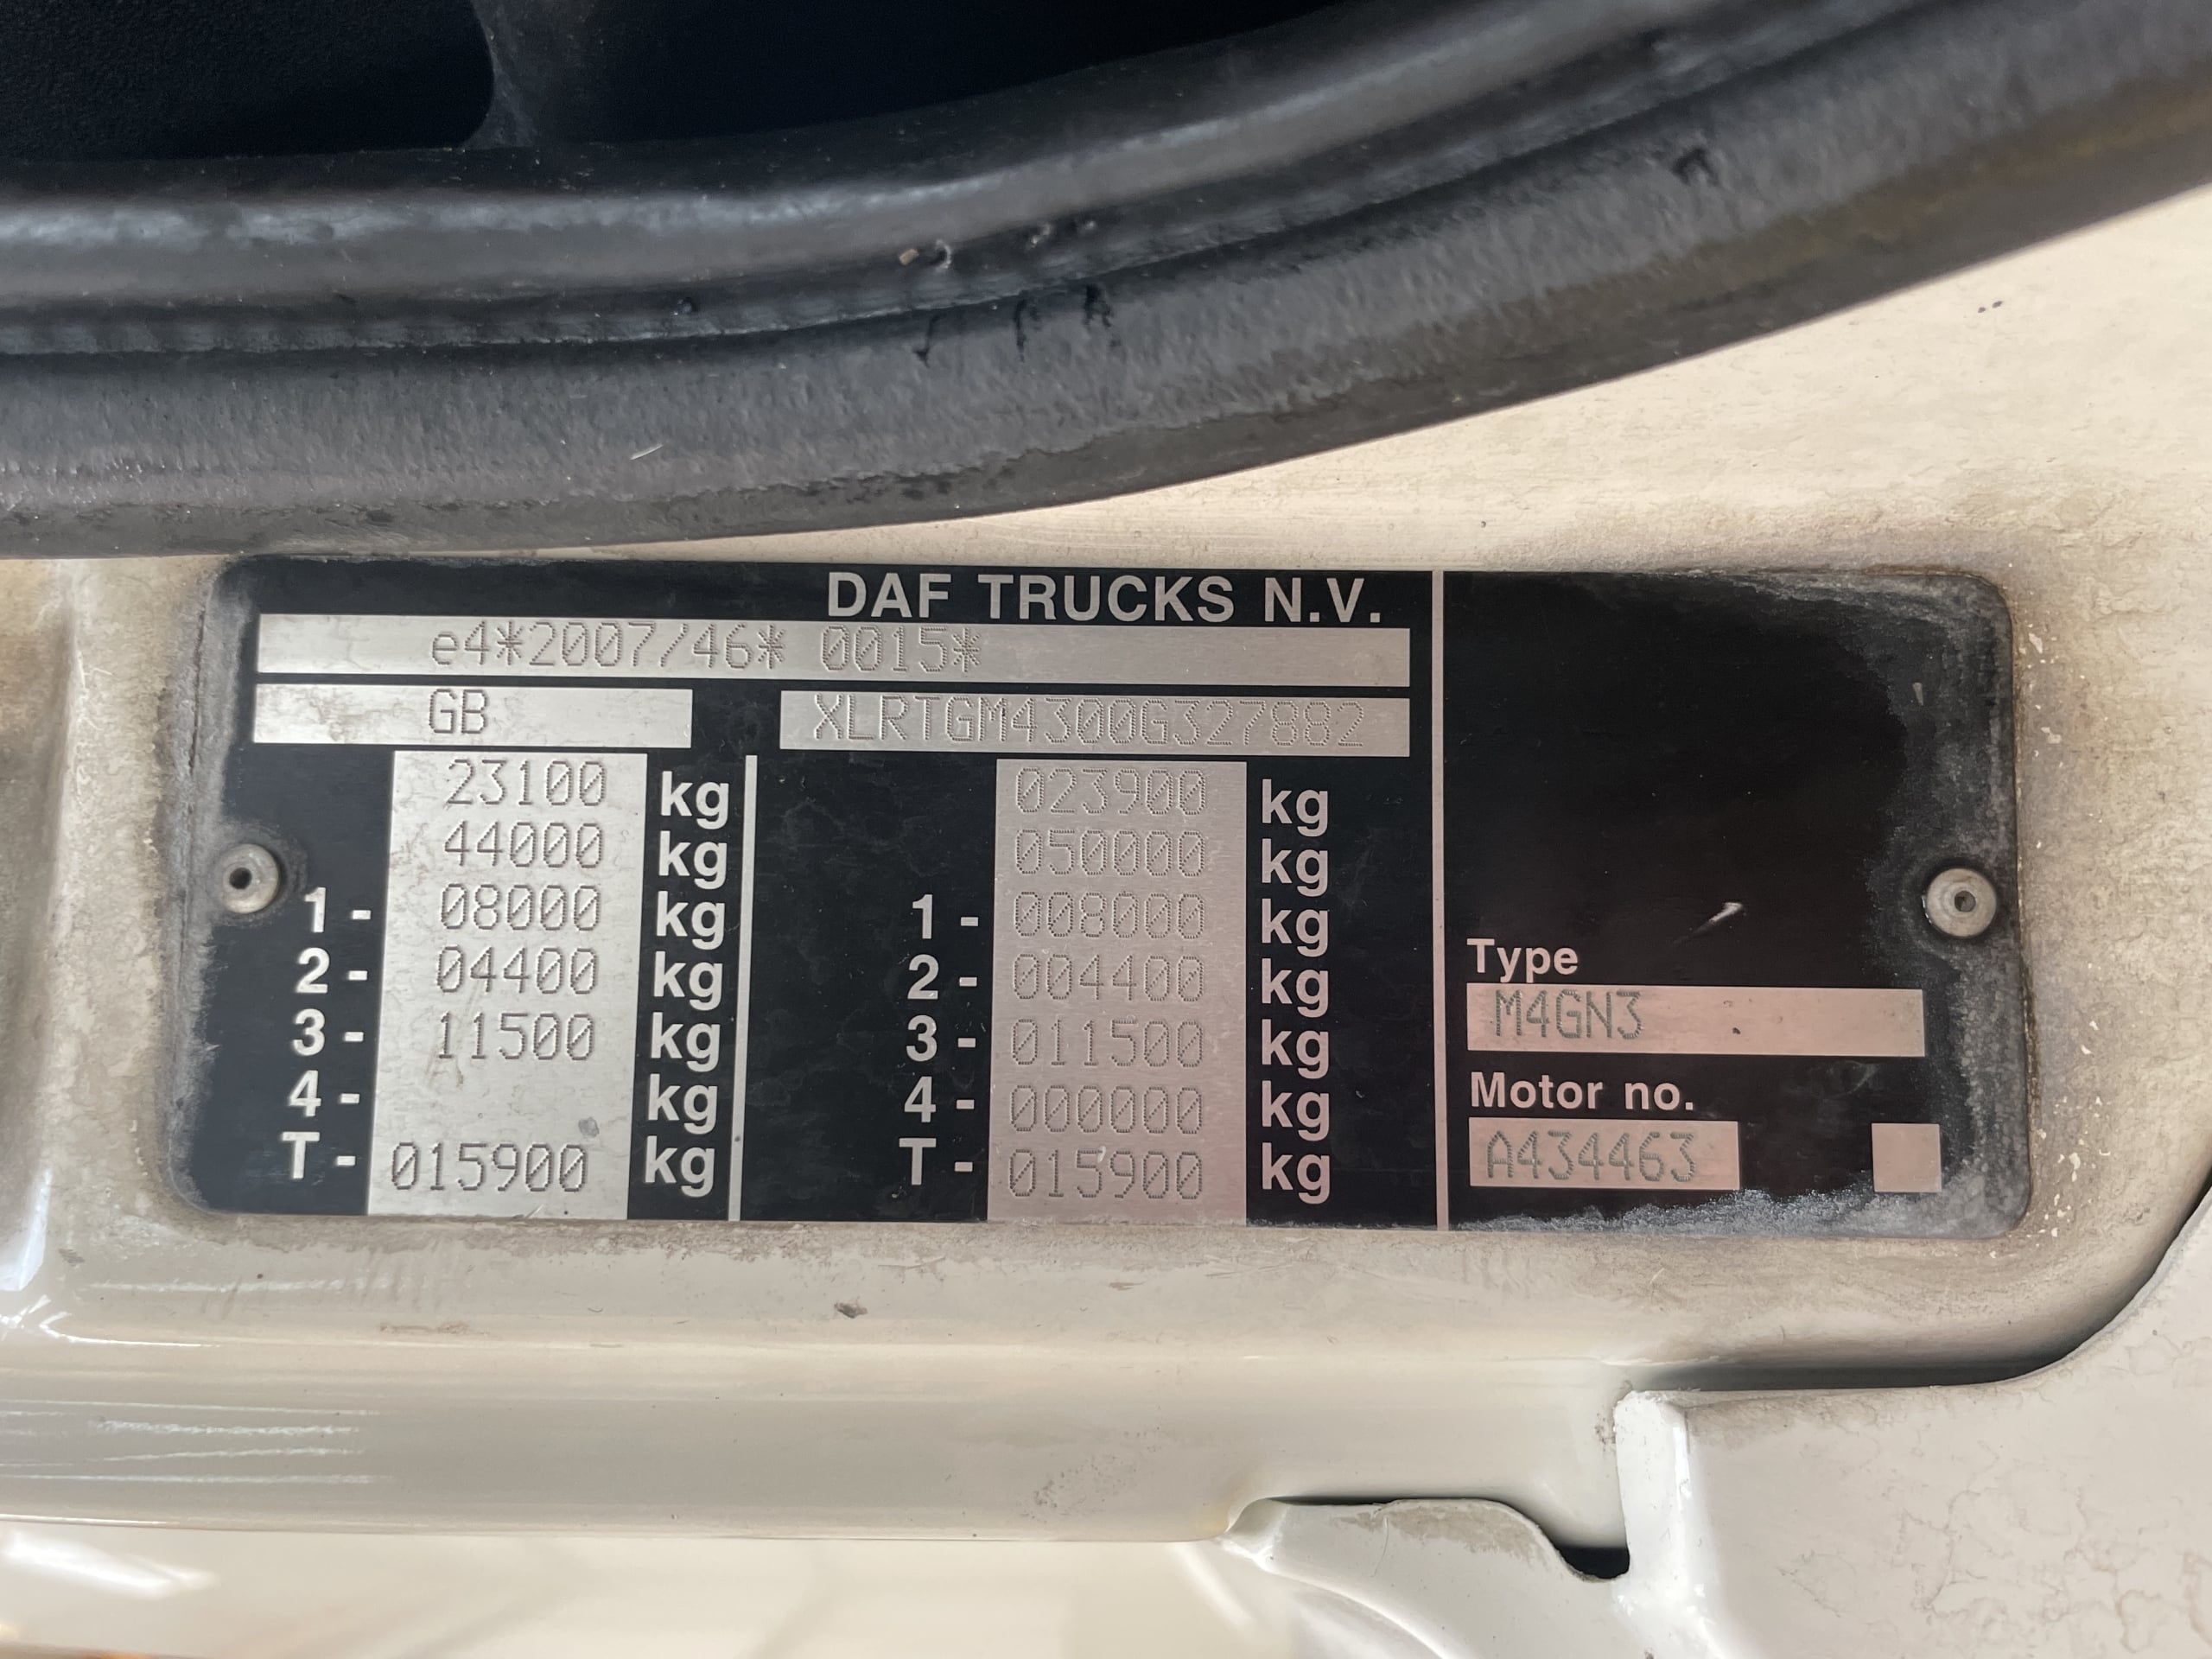 DAF TRUCKS N.V.
e4*2007/46* 0015*
GB XLRTGM4300G327882
23100 kg 023900 kg
44000 kg 050000 kg
1 - 08000 kg 1 - 008000 kg
2 - 04400 kg 2 - 004400 kg
3 - 11500 kg 3 - 011500 kg
4 - kg 4 - 000000 kg
T - 015900 kg T - 015900 kg
Type
M4GN3
Motor no.
A434463